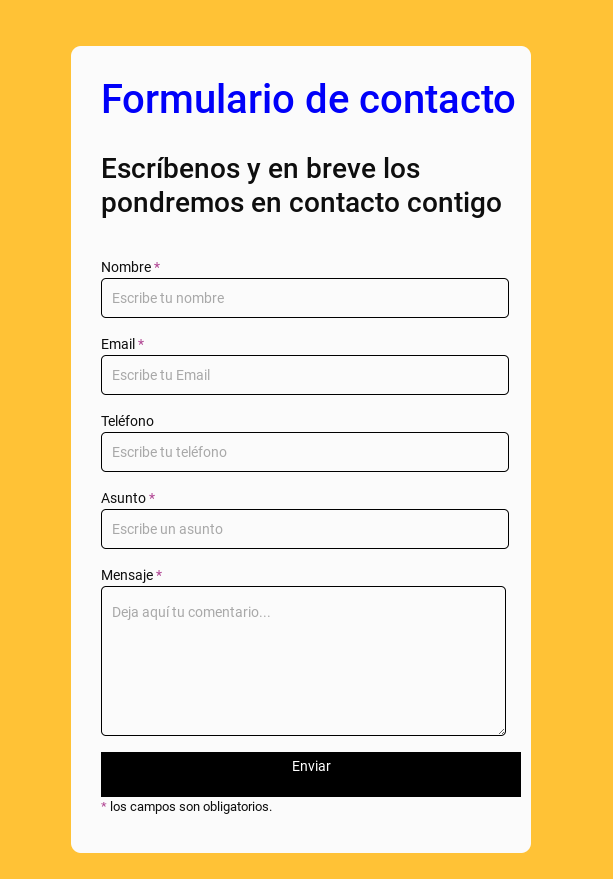 Formulario de contacto
Escríbenos y en breve los
pondremos en contacto contigo
Nombre *
Escribe tu nombre
Email *
Escribe tu Email
Teléfono
Escribe tu teléfono
Asunto *
Escribe un asunto
Mensaje *
Deja aquí tu comentario...
Enviar
* los campos son obligatorios.